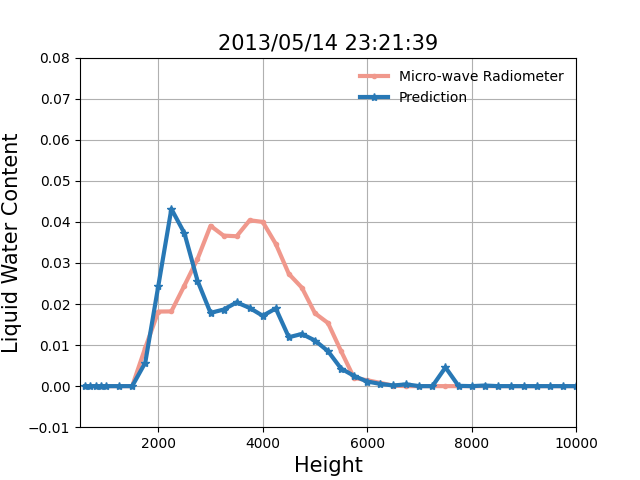 2013/05/14 23:21:39
Micro-wave Radiometer
Prediction
0.08
0.07
0.06
0.05
0.04
0.03
0.02
0.01
0.00
−0.01
Liquid Water Content
2000 4000 6000 8000 10000
Height